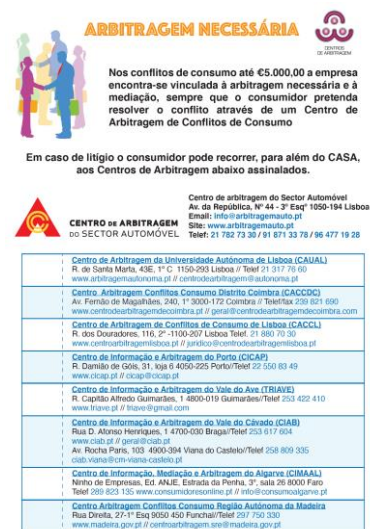 ARBITRAGEM NECESSÁRIA
CENTROS
DE ARBITRAGEM
Nos conflitos de consumo até €5.000,00 a empresa
encontra-se vinculada à arbitragem necessária e à
mediação, sempre que o consumidor pretenda
resolver o conflito através de um Centro de
Arbitragem de Conflitos de Consumo
Em caso de litígio o consumidor pode recorrer, para além do CASA,
aos Centros de Arbitragem abaixo assinalados.
CENTRO DE ARBITRAGEM
DO SECTOR AUTOMÓVEL
Centro de arbitragem do Sector Automóvel
Av. da República, Nº 44 - 3º Esqº 1050-194 Lisboa
Email: info@arbitragemauto.pt
Site: www.arbitragemauto.pt
Telef: 21 782 73 30 / 91 871 33 78 / 96 477 19 28
Centro de Arbitragem da Universidade Autónoma de Lisboa (CAUAL)
R. de Santa Marta, 43E, 1º C 1150-293 Lisboa // Telef 21 317 76 60
www.arbitragemautonoma.pt // centrodearbitragem@autonoma.pt
Centro Arbitragem Conflitos Consumo Distrito Coimbra (CACCDC)
Av. Fernão de Magalhães, 240, 1º 3000-172 Coimbra // Telef/fax 239 821 690
www.centrodearbitragemdecoimbra.pt // geral@centrodearbitragemdecoimbra.com
Centro de Arbitragem de Conflitos de Consumo de Lisboa (CACCL)
R. dos Douradores, 116, 2º -1100-207 Lisboa Telef. 21 880 70 30
www.centroarbitragemlisboa.pt // juridico@centroarbitragemlisboa.pt
Centro de Informação e Arbitragem do Porto (CICAP)
R. Damião de Góis, 31, loja 6 4050-225 Porto//Telef 22 550 83 49
www.cicap.pt // cicap@cicap.pt
Centro de Informação e Arbitragem do Vale do Ave (TRIAVE)
R. Capitão Alfredo Guimarães, 1 4800-019 Guimarães//Telef 253 422 410
www.triave.pt // triave@gmail.com
Centro de Informação e Arbitragem do Vale do Cávado (CIAB)
Rua D. Afonso Henriques, 1 4700-030 Braga//Telef 253 617 604
www.ciab.pt // geral@ciab.pt
Av. Rocha Paris, 103 4900-394 Viana do Castelo//Telef 258 809 335
ciab.viana@cm-viana-castelo.pt
Centro de Informação, Mediação e Arbitragem do Algarve (CIMAAL)
Ninho de Empresas, Ed. ANJE, Estrada da Penha, 3º, sala 26 8000 Faro
Telef 289 823 135 www.consumidoresonline.pt // info@consumoalgarve.pt
Centro Arbitragem Conflitos Consumo Região Autónoma da Madeira
Rua Direita, 27-1º Esq 9050 450 Funchal//Telef 297 750 330
www.madeira.gov.pt // centroarbitragem.sre@madeira.gov.pt